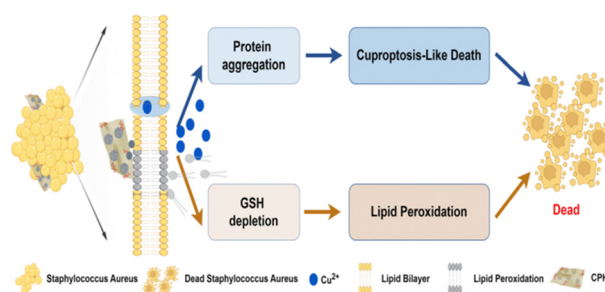 Protein
aggregation
Cuproptosis-Like Death
GSH
depletion
Lipid Peroxidation
Dead
Staphylococcus Aureus
Dead Staphylococcus Aureus
Cu²⁺
Lipid Bilayer
Lipid Peroxidation